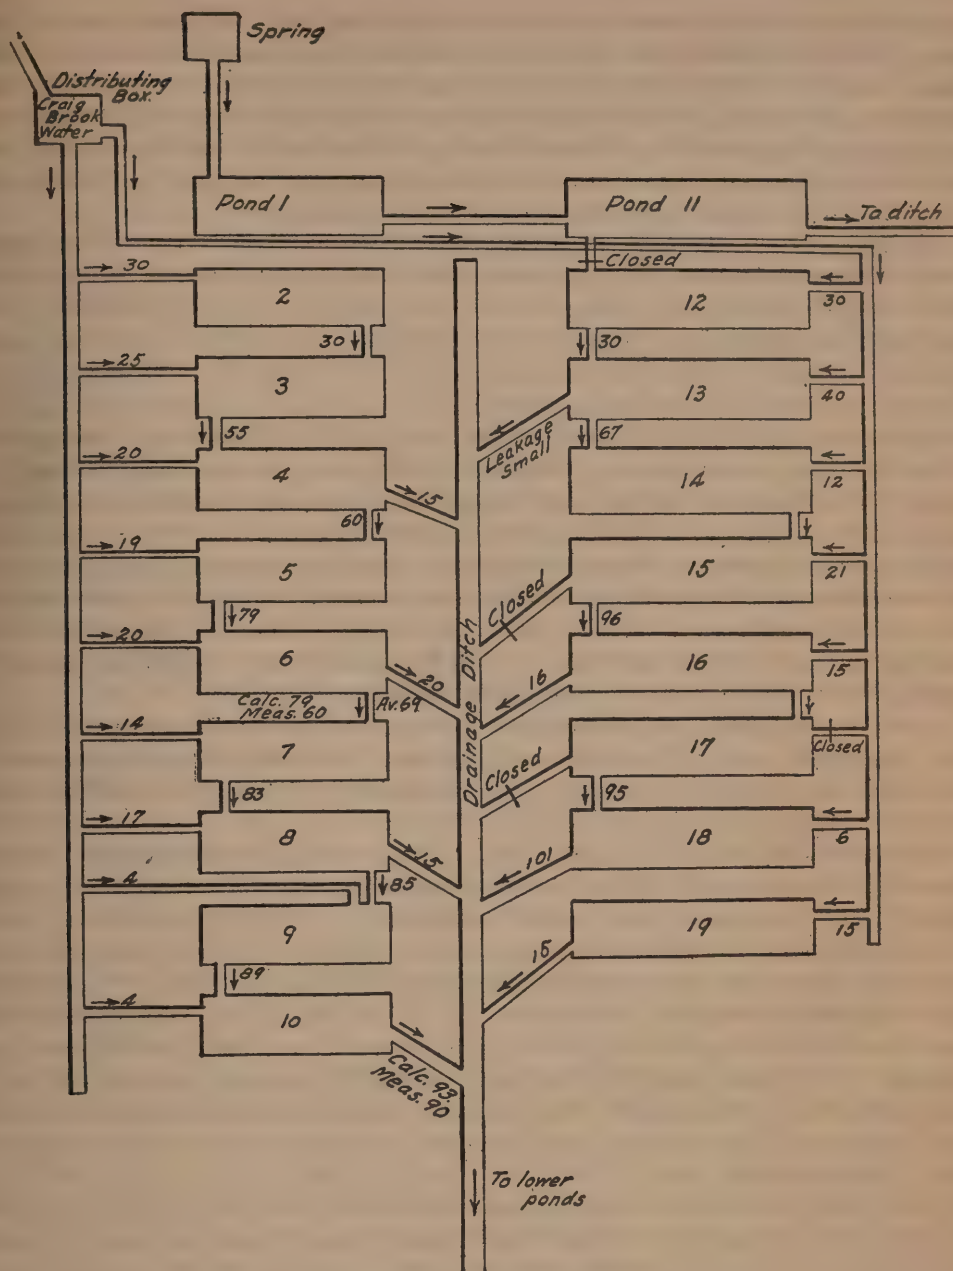 Spring
Distributing
Box.
Craig
Brook
Water
Pond 1
Pond 11
To ditch
Closed
30
2
12
30
30
30
25
3
13
40
55
67
Leakage
Small
20
4
14
12
15
60
19
5
15
21
Closed
79
96
20
6
16
15
20
16
Calc. 79
Meas. 60
Av. 69
Drainage Ditch
14
7
17
Closed
Closed
83
95
17
8
18
6
15
101
4
85
9
19
15
15
89
4
10
Calc. 93.
Meas. 90
To lower
ponds